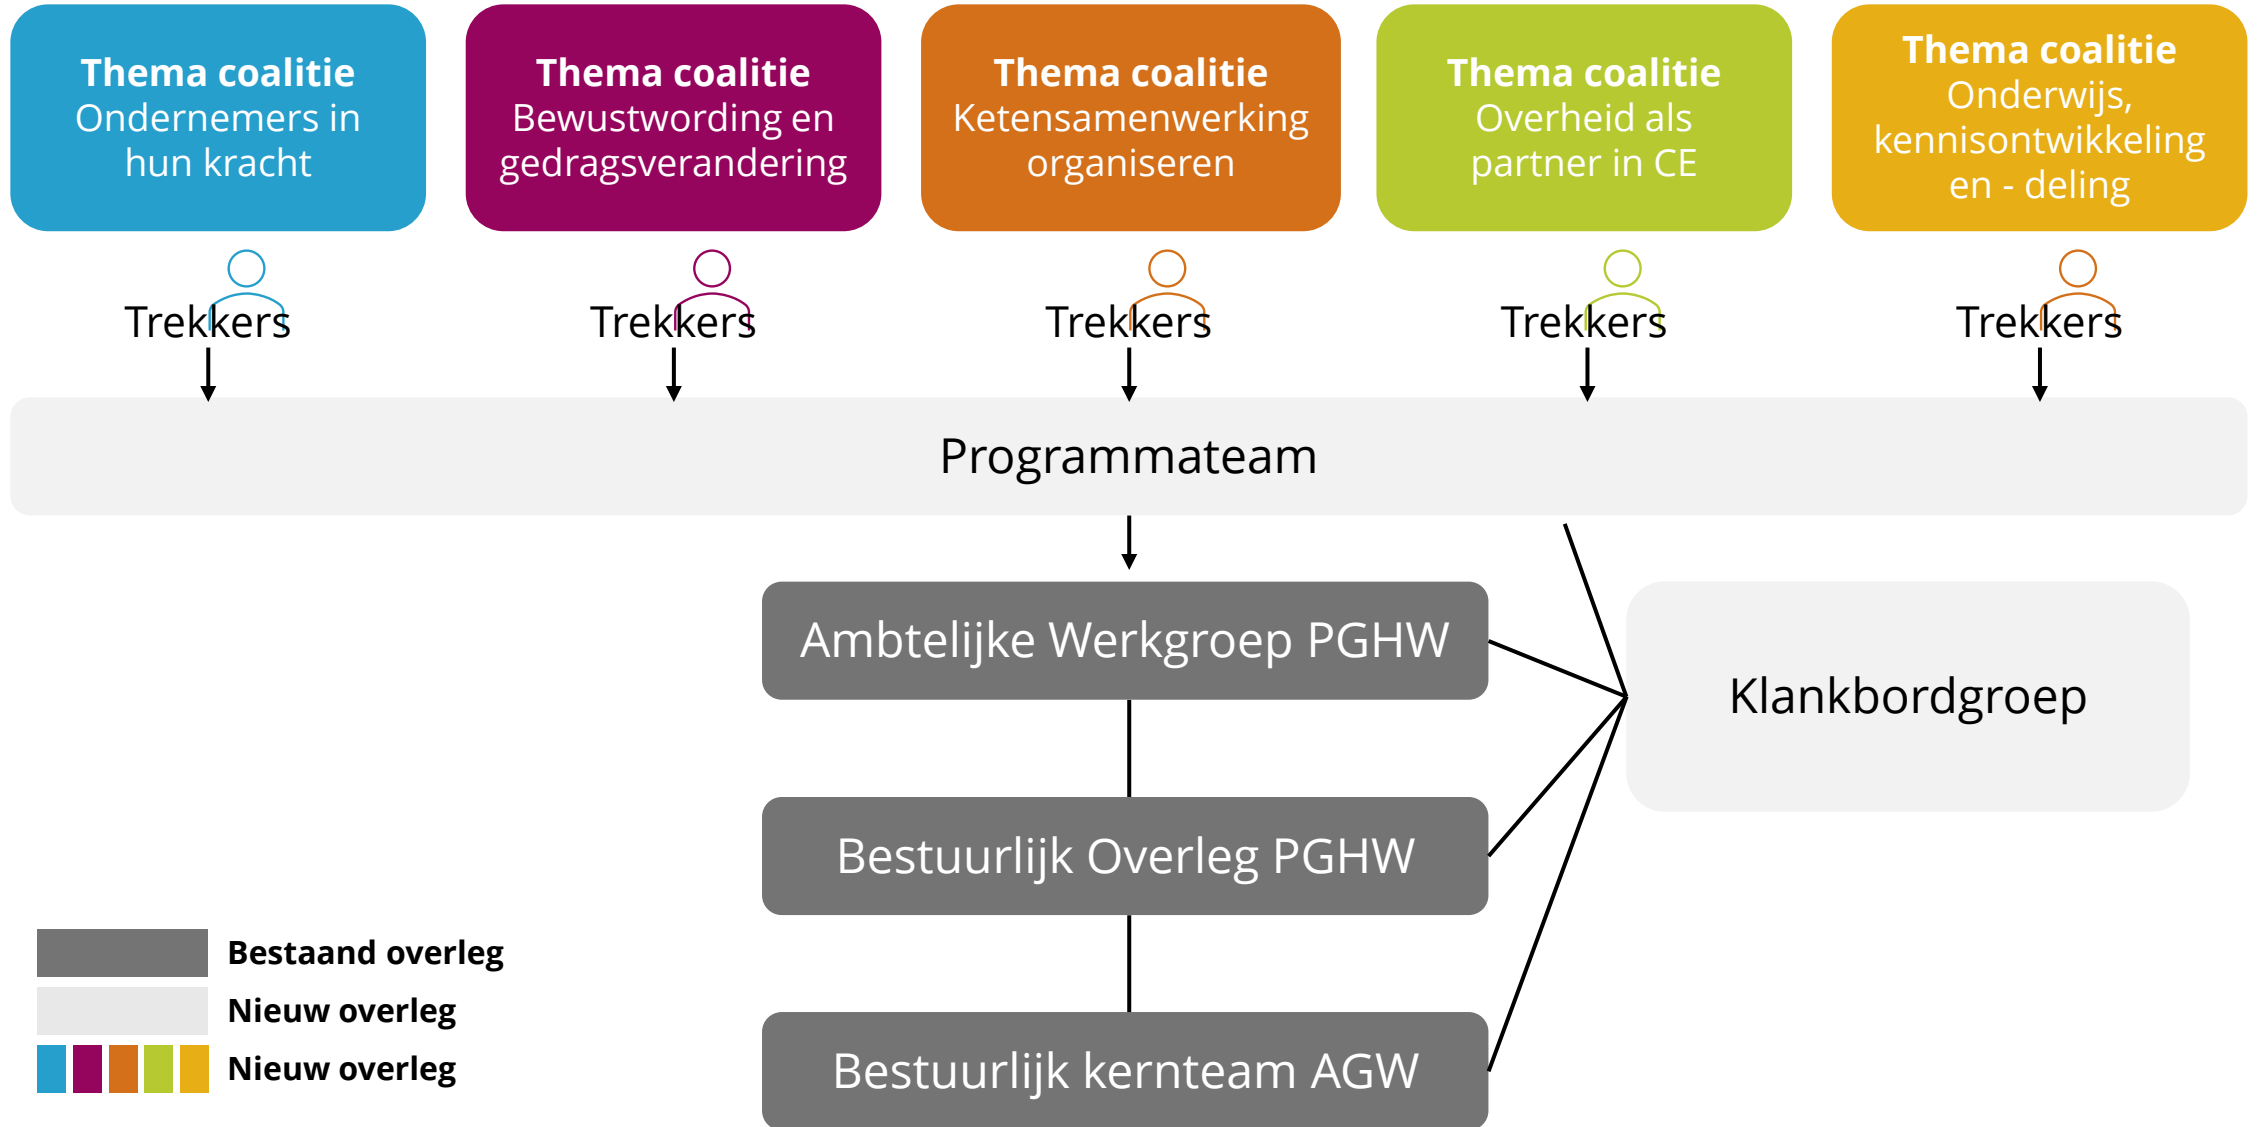 Thema coalitie
Ondernemers in
hun kracht
Thema coalitie
Bewustwording en
gedragsverandering
Thema coalitie
Ketensamenwerking
organiseren
Thema coalitie
Overheid als
partner in CE
Thema coalitie
Onderwijs,
kennisontwikkeling
en - deling
Trekkers
Trekkers
Trekkers
Trekkers
Trekkers
Programmateam
Ambtelijke Werkgroep PGHW
Klankbordgroep
Bestuurlijk Overleg PGHW
Bestuurlijk kernteam AGW
Bestaand overleg
Nieuw overleg
Nieuw overleg